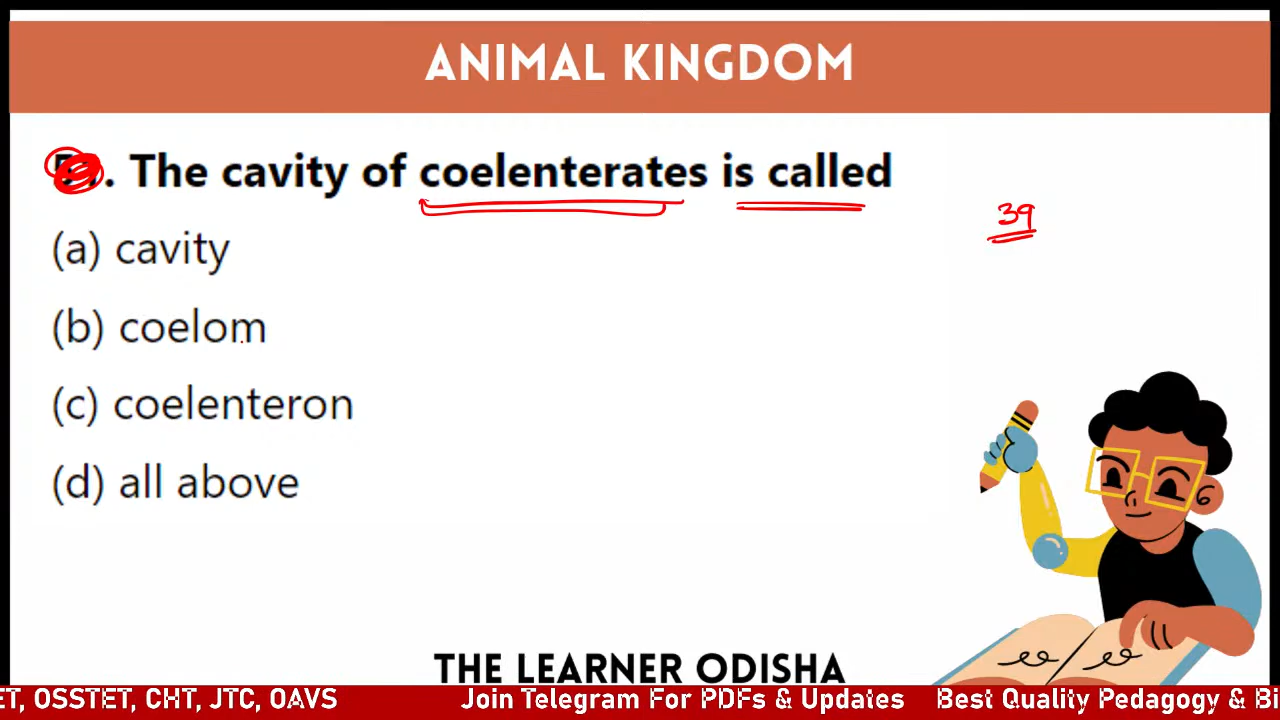 ANIMAL KINGDOM
. The cavity of coelenterates is called
39
(a) cavity
(b) coelom
(c) coelenteron
(d) all above
THE LEARNER ODISHA
ET, OSSTET, CHT, JTC, OAVS Join Telegram For PDFs & Updates Best Quality Pedagogy & Bi